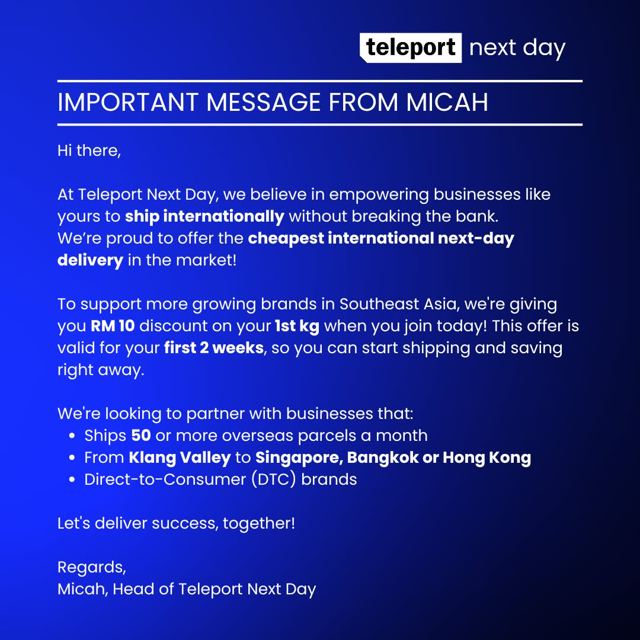 teleport next day
IMPORTANT MESSAGE FROM MICAH
Hi there,
At Teleport Next Day, we believe in empowering businesses like
yours to ship internationally without breaking the bank.
We're proud to offer the cheapest international next-day
delivery in the market!
To support more growing brands in Southeast Asia, we're giving
you RM 10 discount on your 1st kg when you join today! This offer is
valid for your first 2 weeks, so you can start shipping and saving
right away.
We're looking to partner with businesses that:
• Ships 50 or more overseas parcels a month
• From Klang Valley to Singapore, Bangkok or Hong Kong
• Direct-to-Consumer (DTC) brands
Let's deliver success, together!
Regards,
Micah, Head of Teleport Next Day